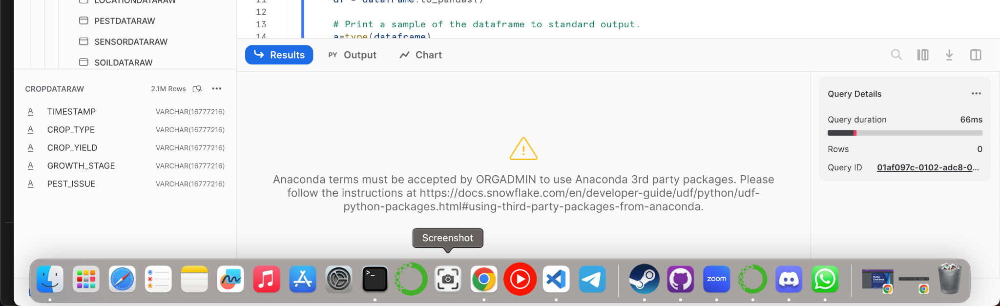 LOCATIONDATARAW
PESTDATARAW
SENSORDATARAW
SOILDATARAW
CROPDATARAW 2.1M Rows
A TIMESTAMP VARCHAR(16777216)
A CROP_TYPE VARCHAR(16777216)
A CROP_YIELD VARCHAR(16777216)
A GROWTH_STAGE VARCHAR(16777216)
A PEST_ISSUE VARCHAR(16777216)
11 df = dataframe.to_pandas()
12
13 # Print a sample of the dataframe to standard output.
14 a=type(dataframe)
Results PY Output Chart
Anaconda terms must be accepted by ORGADMIN to use Anaconda 3rd party packages. Please
follow the instructions at https://docs.snowflake.com/en/developer-guide/udf/python/udf-
python-packages.html#using-third-party-packages-from-anaconda.
Query Details
Query duration 66ms
Rows 0
Query ID 01af097c-0102-adc8-0...
Screenshot
>_
zoom
Flutter
Cookbook